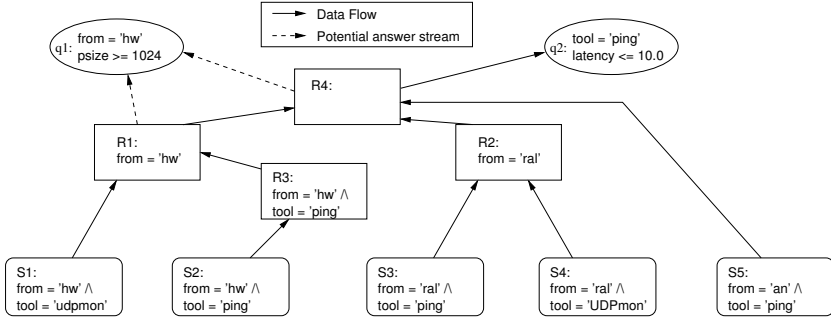 Data Flow
Potential answer stream
q1: from = 'hw'
psize >= 1024
q2: tool = 'ping'
latency <= 10.0
R4:
R1:
from = 'hw'
R2:
from = 'ral'
R3:
from = 'hw' /\
tool = 'ping'
S1:
from = 'hw' /\
tool = 'udpmon'
S2:
from = 'hw' /\
tool = 'ping'
S3:
from = 'ral' /\
tool = 'ping'
S4:
from = 'ral' /\
tool = 'UDPmon'
S5:
from = 'an' /\
tool = 'ping'